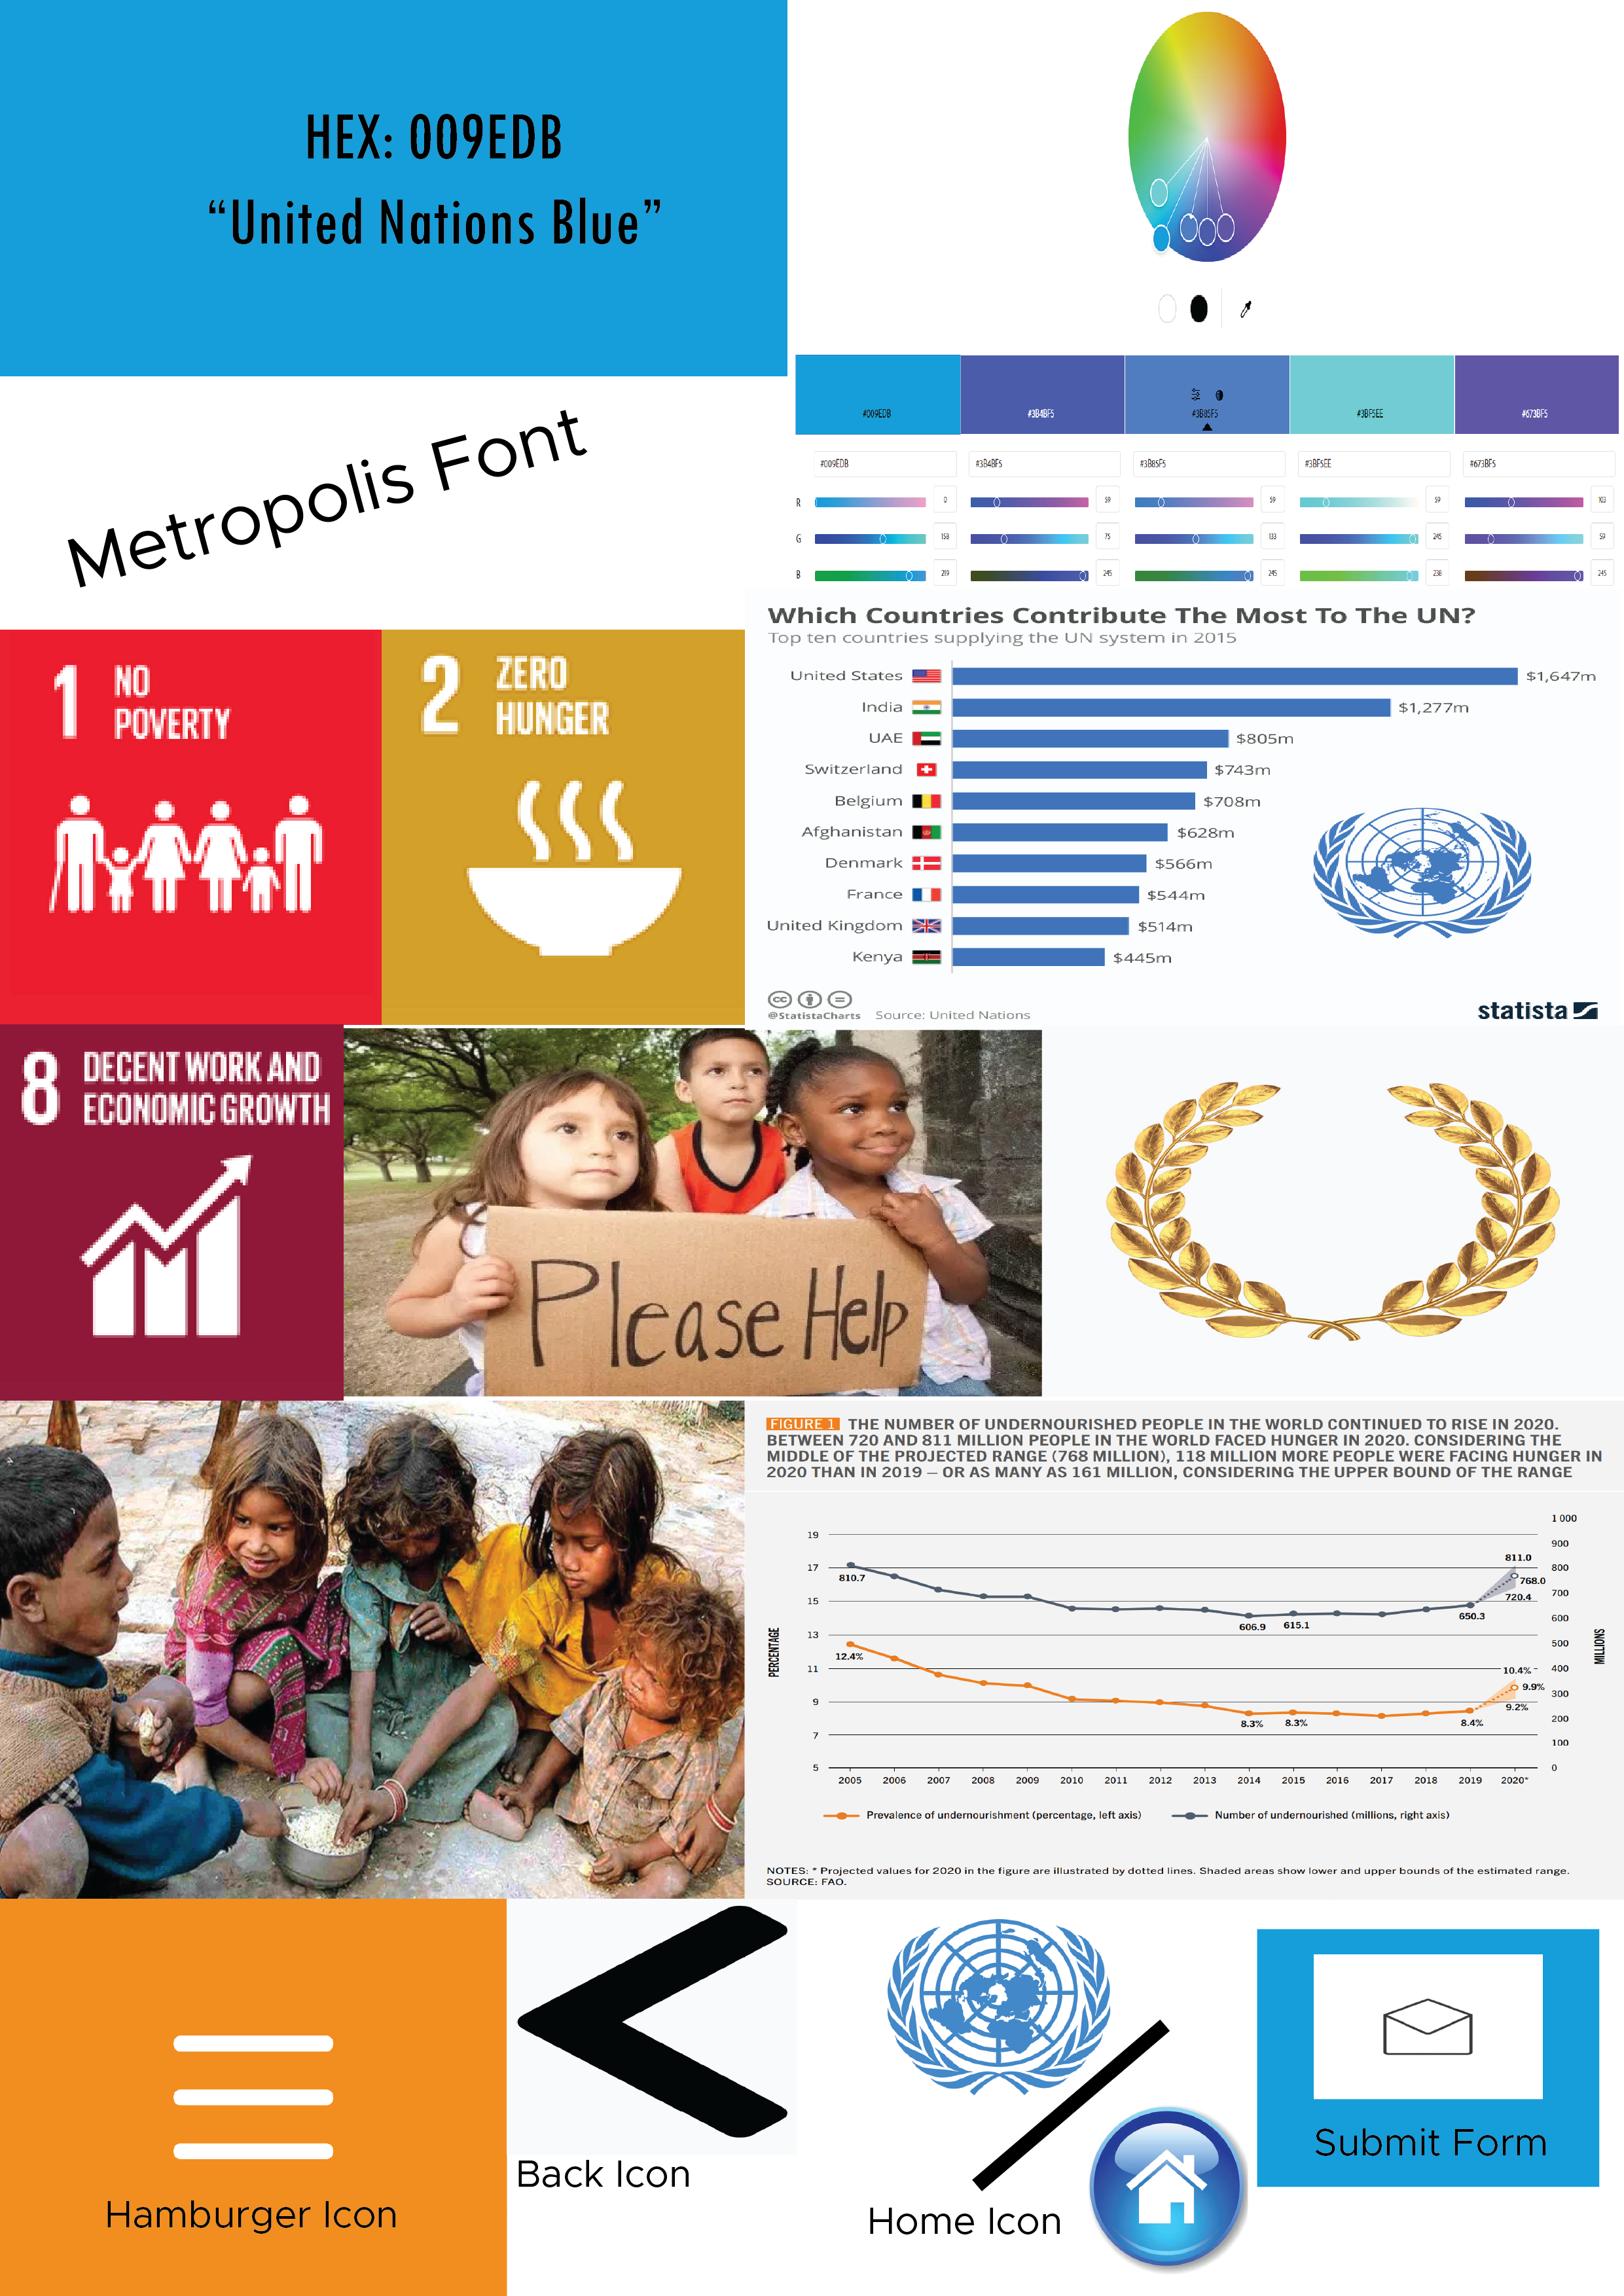 HEX: 009EDB
“United Nations Blue”
#009EDB
#3B4BF5
#3B85F5
#3BF5EE
#673BF5
#009EDB
#3B4BF5
#3B85F5
#3BF5EE
#673BF5
R
0
59
59
59
103
G
158
75
133
245
59
B
219
245
245
238
245
Metropolis Font
1 NO
POVERTY
2 ZERO
HUNGER
Which Countries Contribute The Most To The UN?
Top ten countries supplying the UN system in 2015
United States $1,647m
India $1,277m
UAE $805m
Switzerland $743m
Belgium $708m
Afghanistan $628m
Denmark $566m
France $544m
United Kingdom $514m
Kenya $445m
cc
@StatistaCharts Source: United Nations
statista
8 DECENT WORK AND
ECONOMIC GROWTH
Please Help
FIGURE 1 THE NUMBER OF UNDERNOURISHED PEOPLE IN THE WORLD CONTINUED TO RISE IN 2020.
BETWEEN 720 AND 811 MILLION PEOPLE IN THE WORLD FACED HUNGER IN 2020. CONSIDERING THE
MIDDLE OF THE PROJECTED RANGE (768 MILLION), 118 MILLION MORE PEOPLE WERE FACING HUNGER IN
2020 THAN IN 2019 – OR AS MANY AS 161 MILLION, CONSIDERING THE UPPER BOUND OF THE RANGE
PERCENTAGE
19
17
15
13
11
9
7
5
810.7
606.9
615.1
650.3
811.0
768.0
720.4
12.4%
8.3%
8.3%
8.4%
10.4%
9.9%
9.2%
1 000
900
800
700
600
500
400
300
200
100
0
MILLIONS
2005 2006 2007 2008 2009 2010 2011 2012 2013 2014 2015 2016 2017 2018 2019 2020*
Prevalence of undernourishment (percentage, left axis) Number of undernourished (millions, right axis)
NOTES: * Projected values for 2020 in the figure are illustrated by dotted lines. Shaded areas show lower and upper bounds of the estimated range.
SOURCE: FAO.
Hamburger Icon
Back Icon
Home Icon
Submit Form